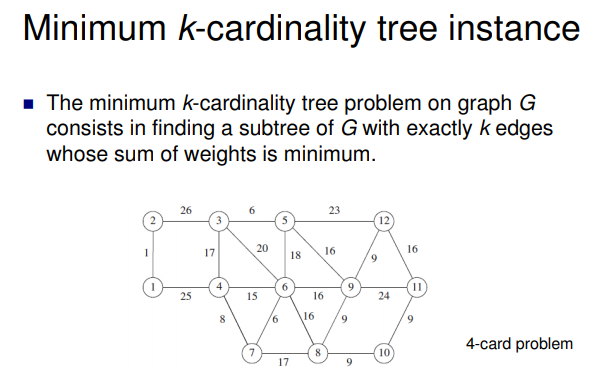 Minimum k-cardinality tree instance
The minimum k-cardinality tree problem on graph G
consists in finding a subtree of G with exactly k edges
whose sum of weights is minimum.
26 6 23
2 3 5 12
1 17 20 18 16 9 16
1 4 6 9 11
25 15 16 24
8 6 16 9 9
7 8 10
17 9
4-card problem